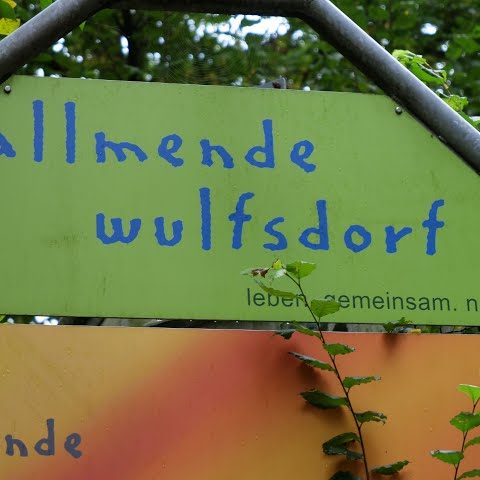 allmende
wulfsdorf
leben. gemeinsam. n
nde